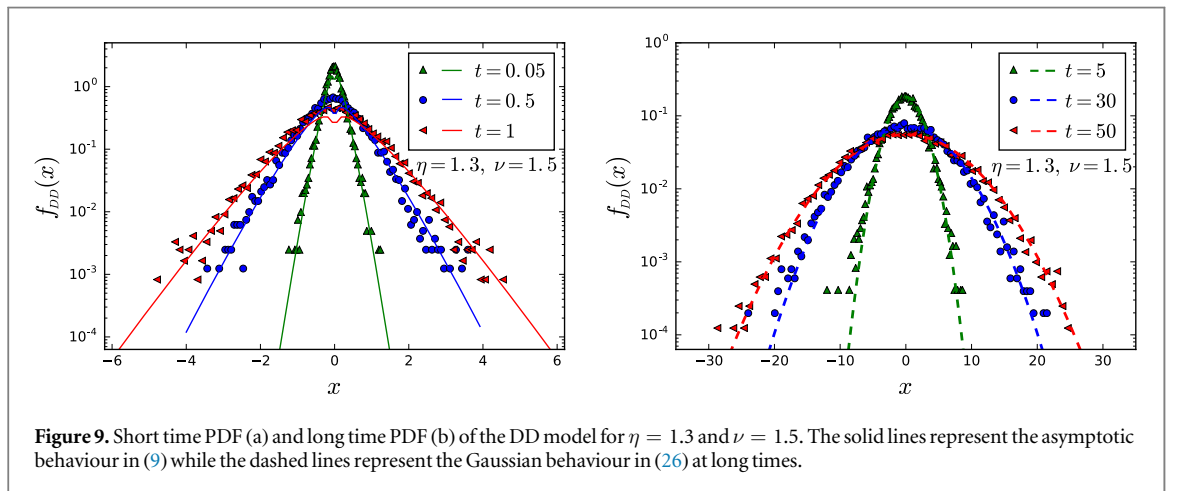 10⁰
10⁻¹
10⁻²
10⁻³
10⁻⁴
f_DD(x)
−6 −4 −2 0 2 4 6
x
t = 0.05
t = 0.5
t = 1
η = 1.3, ν = 1.5
10⁰
10⁻¹
10⁻²
10⁻³
10⁻⁴
f_DD(x)
−30 −20 −10 0 10 20 30
x
t = 5
t = 30
t = 50
η = 1.3, ν = 1.5
Figure 9. Short time PDF (a) and long time PDF (b) of the DD model for η = 1.3 and ν = 1.5. The solid lines represent the asymptotic
behaviour in (9) while the dashed lines represent the Gaussian behaviour in (26) at long times.